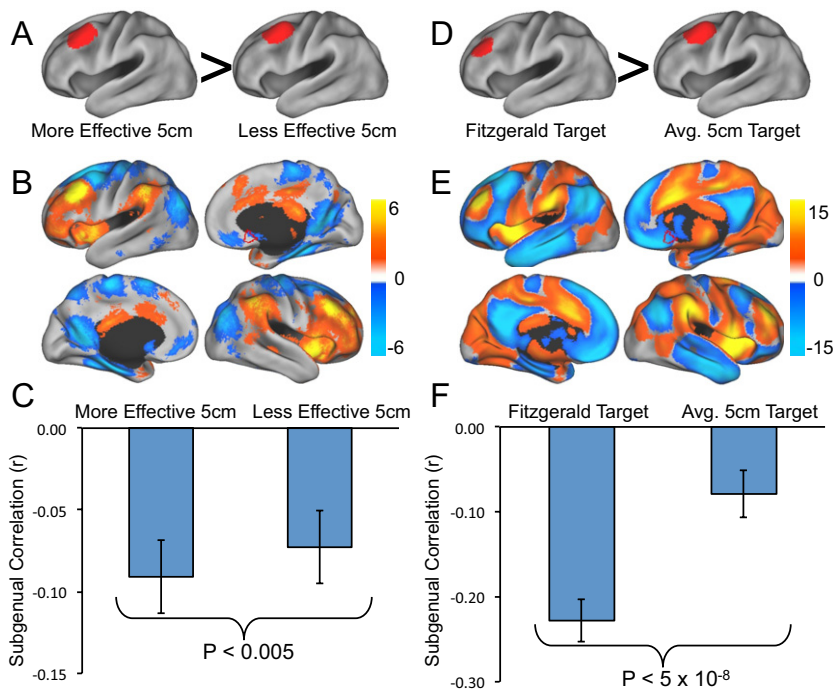 A
>
More Effective 5cm
Less Effective 5cm
B
6
0
-6
C
More Effective 5cm
Less Effective 5cm
0.00
-0.05
-0.10
-0.15
Subgenual Correlation (r)
P < 0.005
D
>
Fitzgerald Target
Avg. 5cm Target
E
15
0
-15
F
Fitzgerald Target
Avg. 5cm Target
0.00
-0.10
-0.20
-0.30
Subgenual Correlation (r)
P < 5 x 10⁻⁸